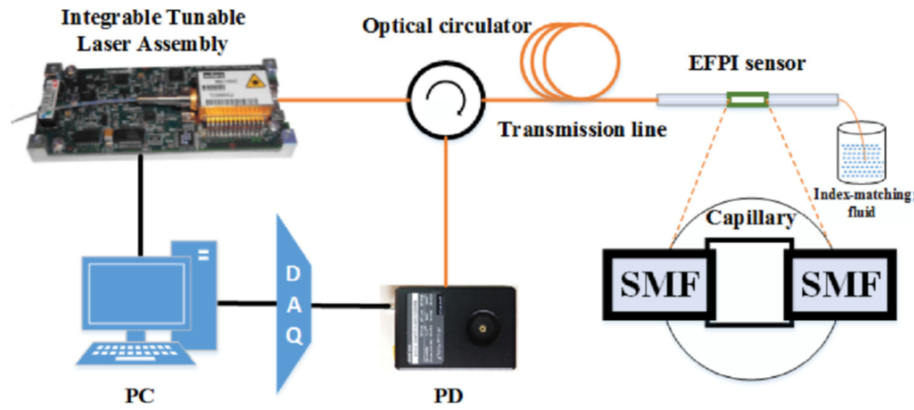 Integrable Tunable
Laser Assembly
Optical circulator
EFPI sensor
Transmission line
Index-matching
fluid
Capillary
SMF
SMF
D
A
Q
PC
PD